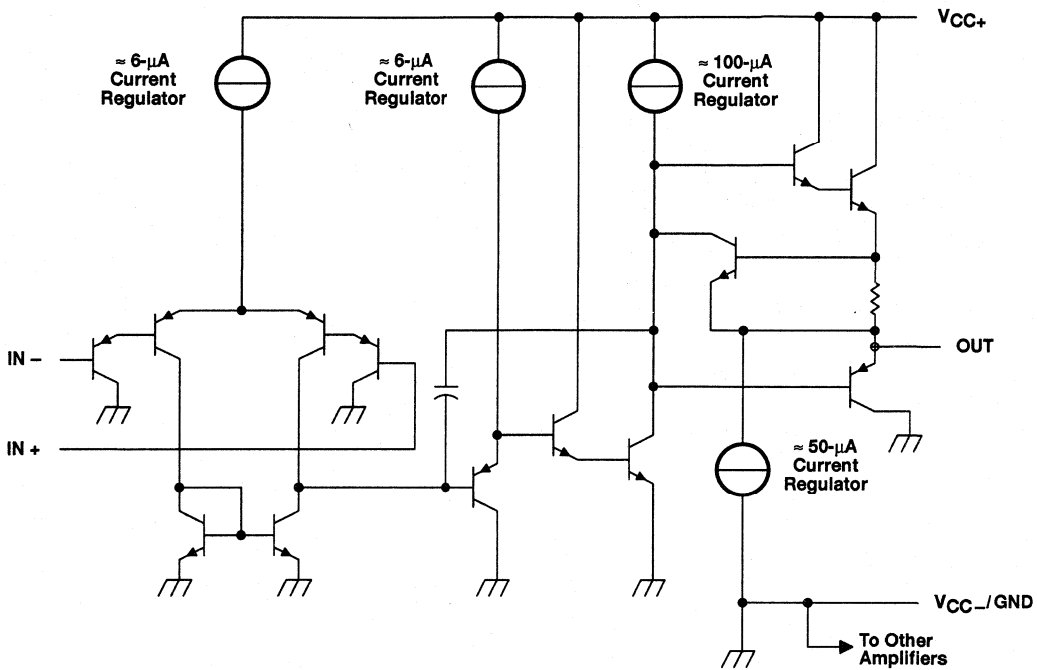 VCC+
≈ 6-μA
Current
Regulator
≈ 6-μA
Current
Regulator
≈ 100-μA
Current
Regulator
IN −
OUT
IN +
≈ 50-μA
Current
Regulator
VCC−/GND
To Other
Amplifiers